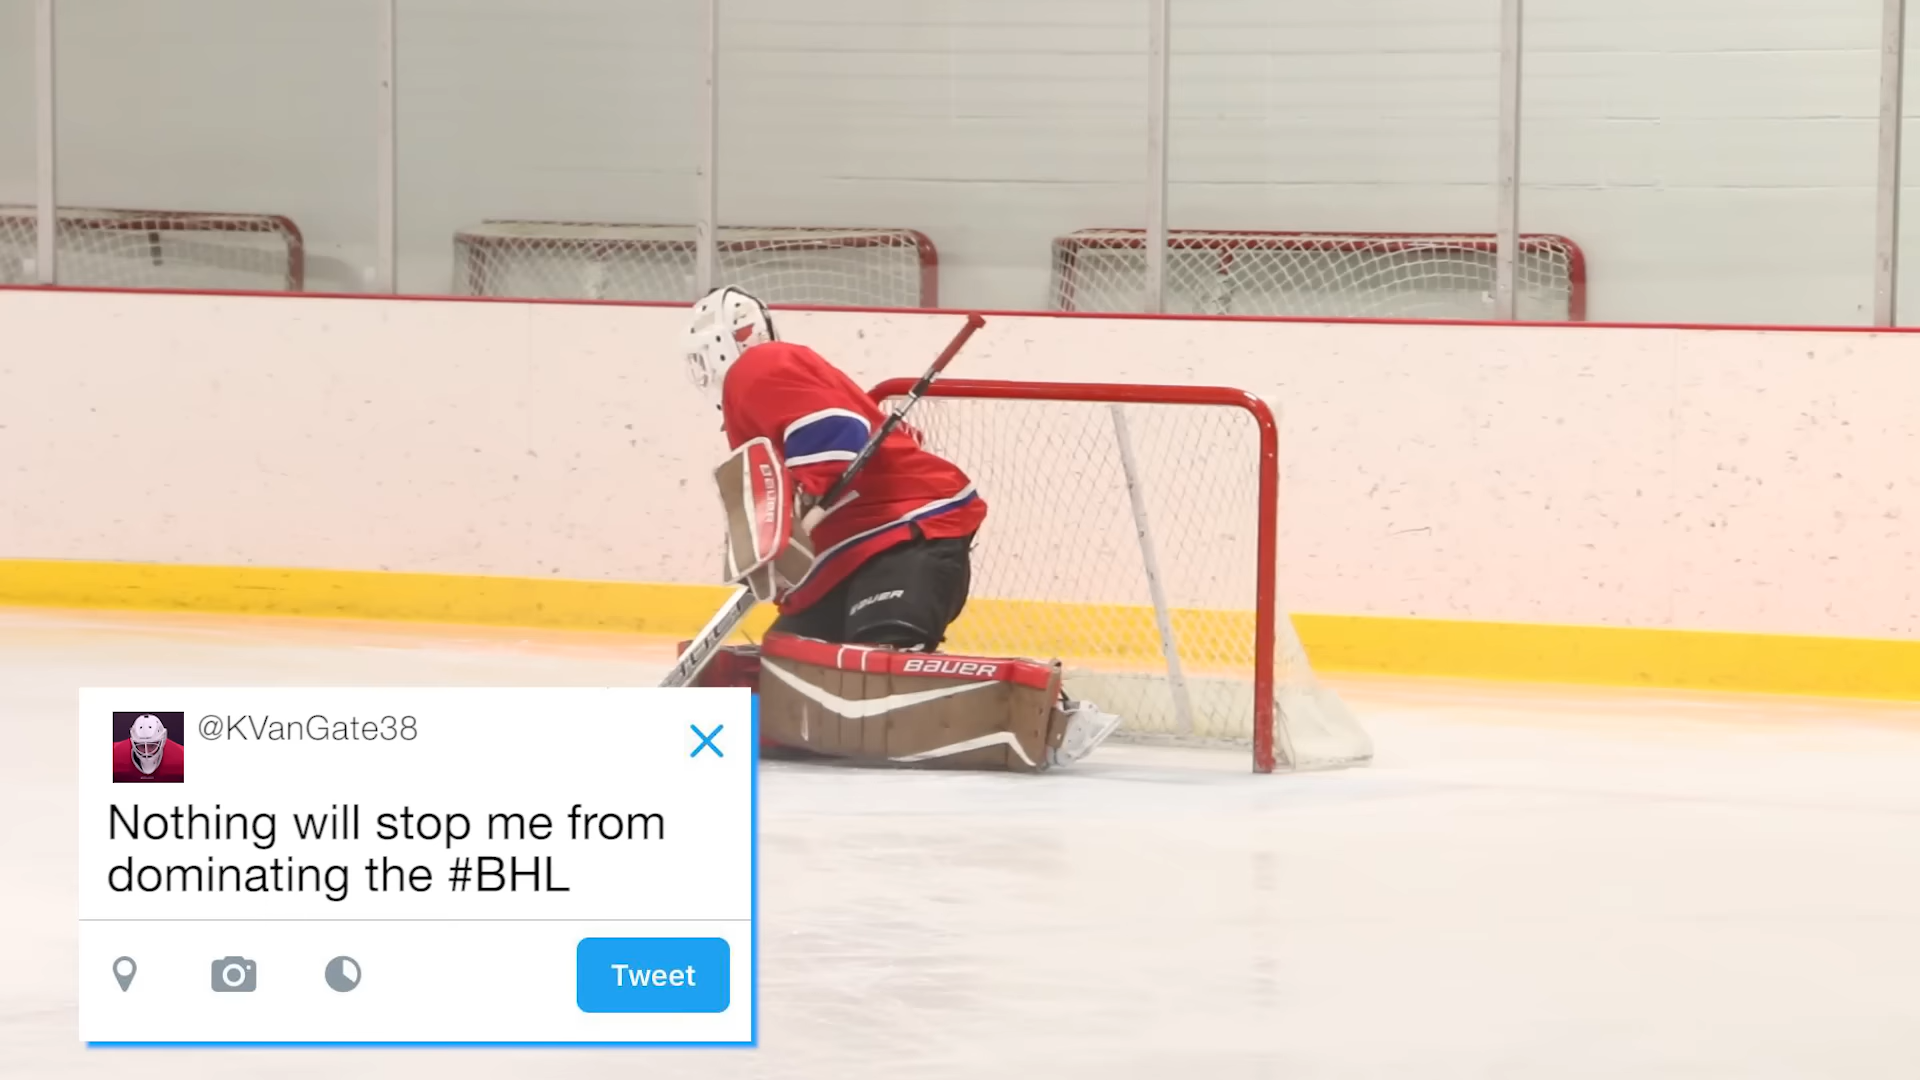 BAUER
BAUER
BAUER
@KVanGate38
Nothing will stop me from
dominating the #BHL
Tweet